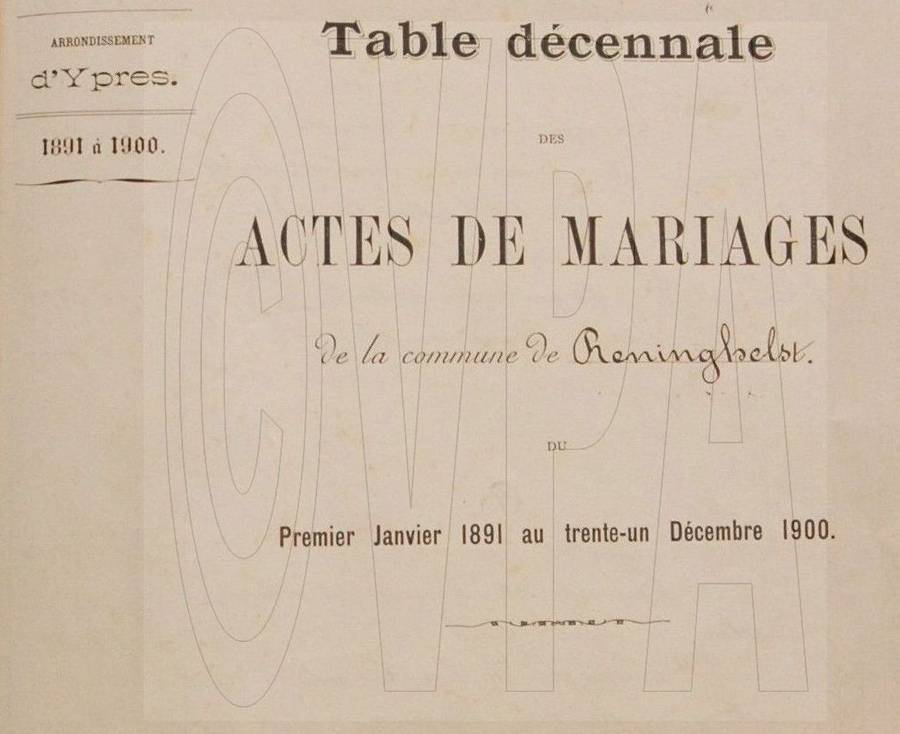 ARRONDISSEMENT
d'Ypres.
1891 à 1900.
Table décennale
DES
ACTES DE MARIAGES
de la commune de Reninghelst.
DU
Premier Janvier 1891 au trente-un Décembre 1900.
©VPA